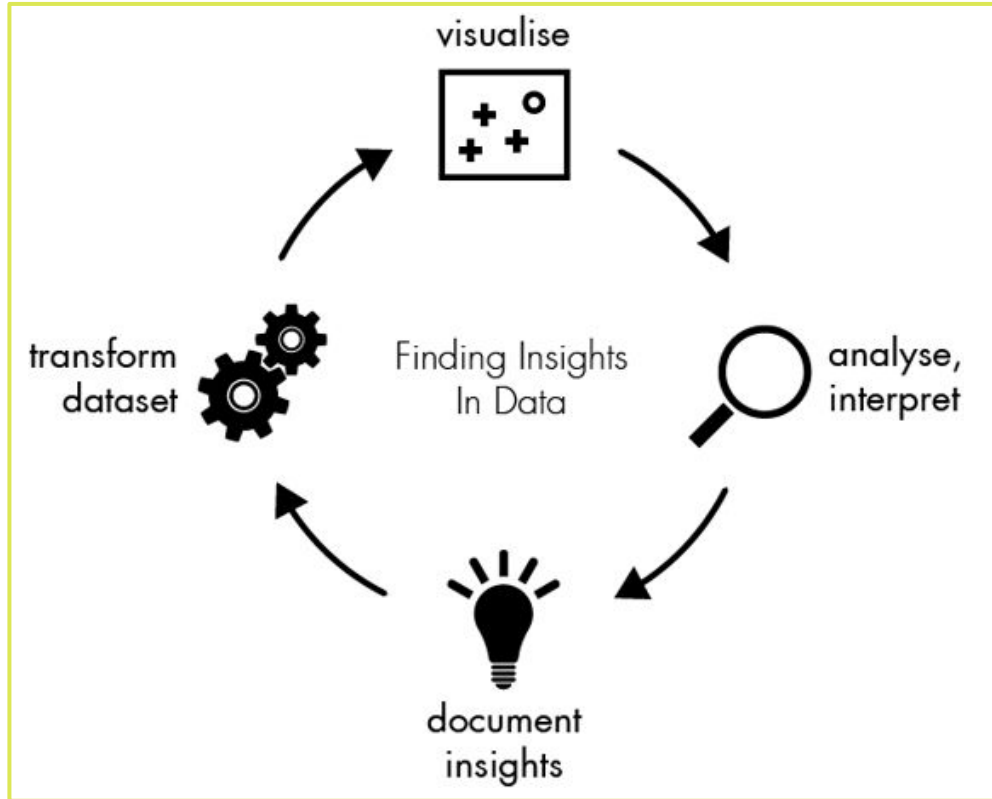 visualise
transform
dataset
Finding Insights
In Data
analyse,
interpret
document
insights